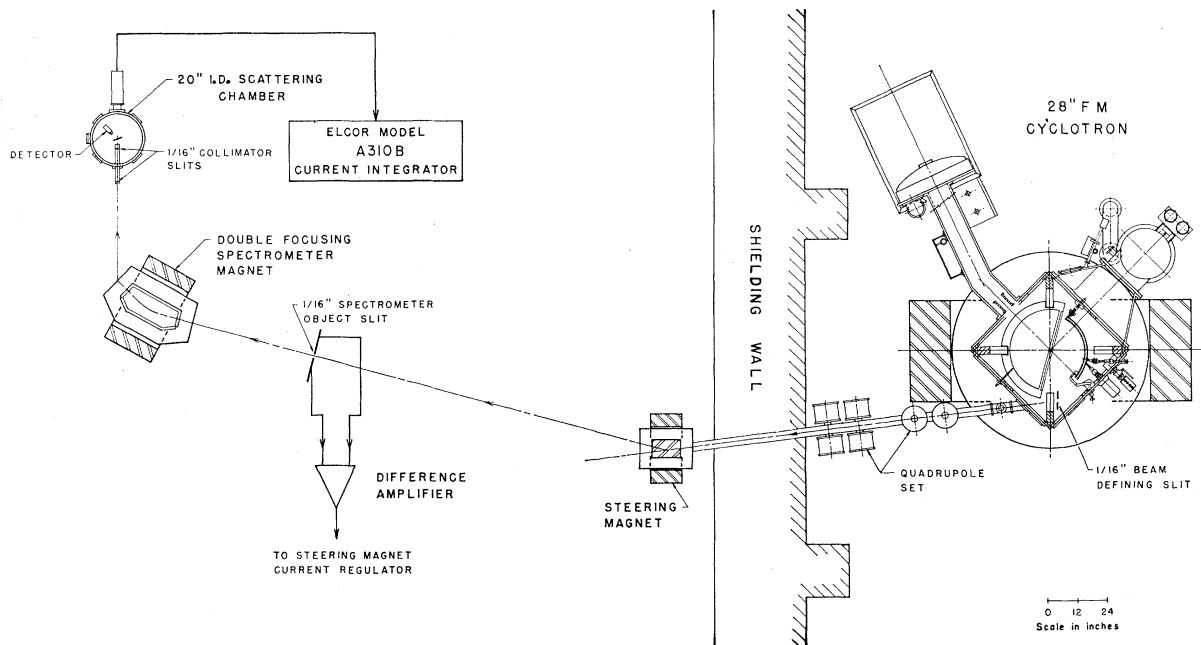 20" I.D. SCATTERING
CHAMBER
DETECTOR
1/16" COLLIMATOR
SLITS
ELCOR MODEL
A310B
CURRENT INTEGRATOR
DOUBLE FOCUSING
SPECTROMETER
MAGNET
1/16" SPECTROMETER
OBJECT SLIT
DIFFERENCE
AMPLIFIER
TO STEERING MAGNET
CURRENT REGULATOR
STEERING
MAGNET
SHIELDING WALL
28" FM
CYCLOTRON
QUADRUPOLE
SET
1/16" BEAM
DEFINING SLIT
0 12 24
Scale in inches